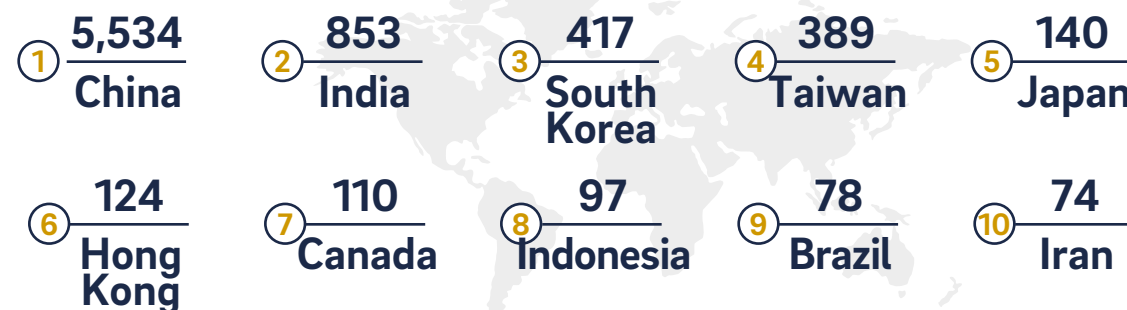 1
5,534
China
2
853
India
3
417
South
Korea
4
389
Taiwan
5
140
Japan
6
124
Hong
Kong
7
110
Canada
8
97
Indonesia
9
78
Brazil
10
74
Iran